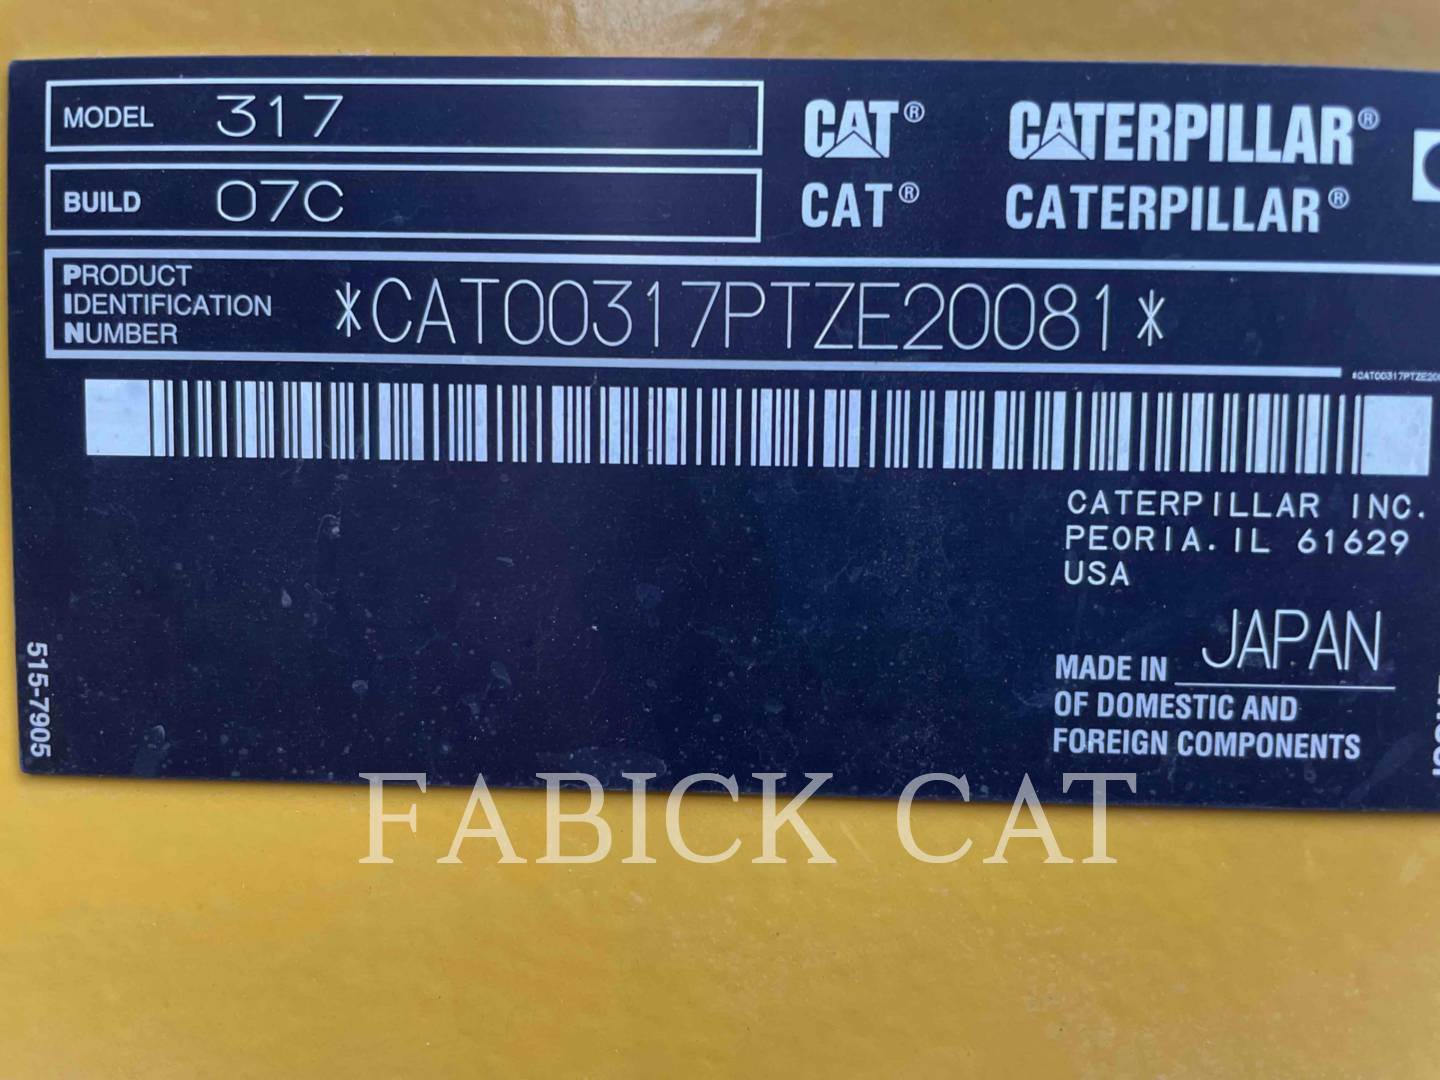 MODEL 317
BUILD 07C
CAT® CATERPILLAR®
CAT® CATERPILLAR®
PRODUCT
IDENTIFICATION
NUMBER
*CAT00317PTZE20081*
*CAT00317PTZE20
CATERPILLAR INC.
PEORIA. IL 61629
USA
MADE IN JAPAN
OF DOMESTIC AND
FOREIGN COMPONENTS
515-7905
FABICK CAT